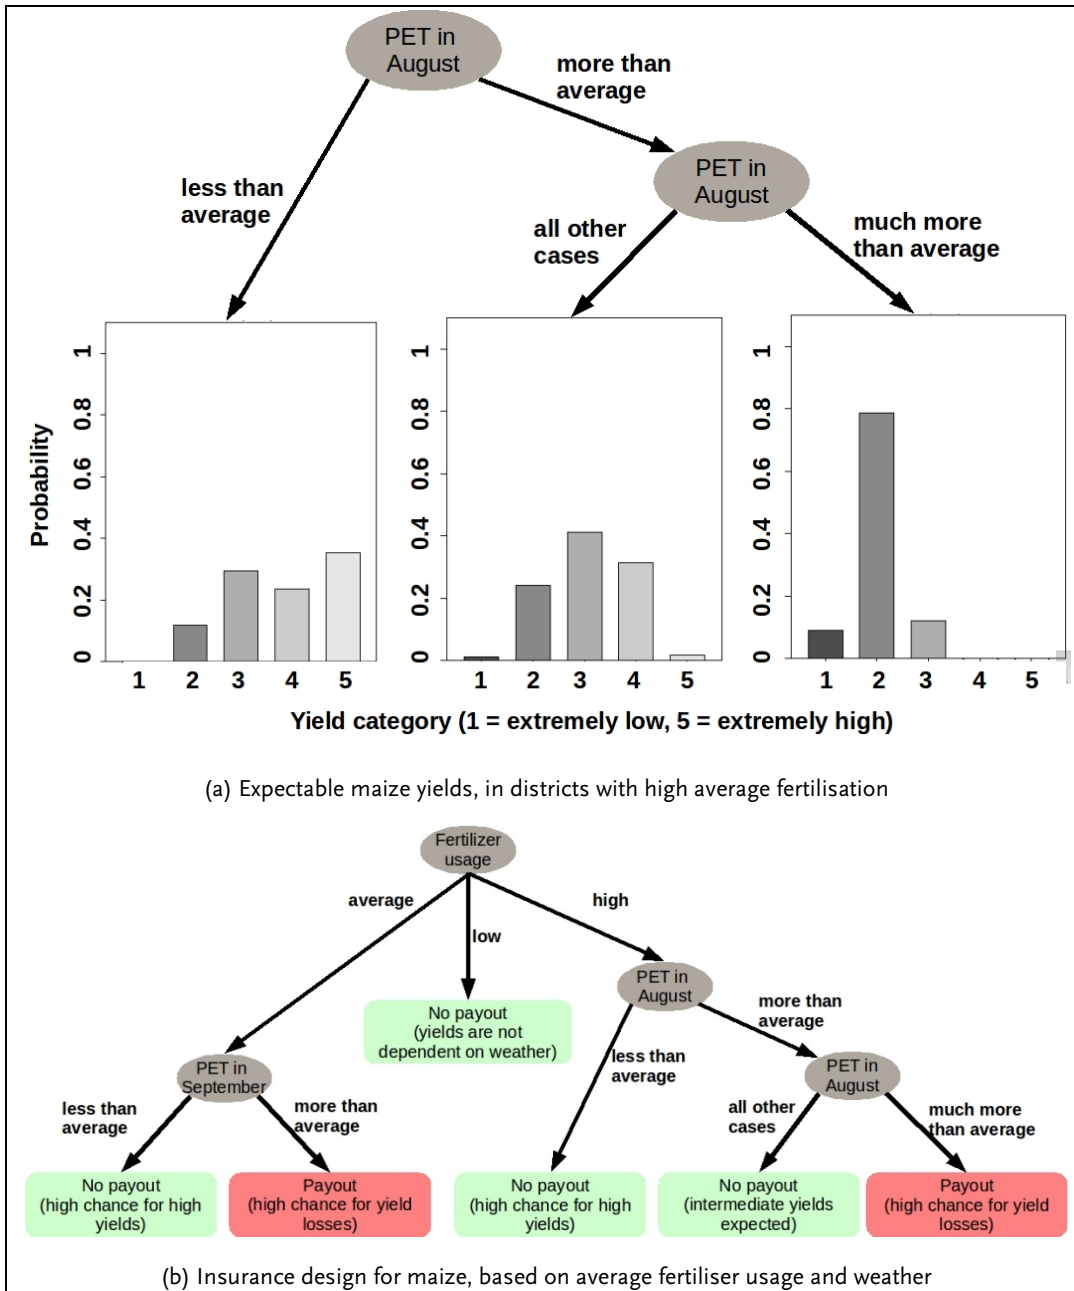 PET in
August
more than
average
PET in
August
less than
average
all other
cases
much more
than average
Probability
1
0.8
0.6
0.4
0.2
0
1 2 3 4 5
1
0.8
0.6
0.4
0.2
0
1 2 3 4 5
1
0.8
0.6
0.4
0.2
0
1 2 3 4 5
Yield category (1 = extremely low, 5 = extremely high)
(a) Expectable maize yields, in districts with high average fertilisation
Fertilizer
usage
average
low
high
PET in
August
No payout
(yields are not
dependent on weather)
more than
average
less than
average
PET in
September
PET in
August
less than
average
more than
average
all other
cases
much more
than average
No payout
(high chance for high
yields)
Payout
(high chance for yield
losses)
No payout
(high chance for high
yields)
No payout
(intermediate yields
expected)
Payout
(high chance for yield
losses)
(b) Insurance design for maize, based on average fertiliser usage and weather